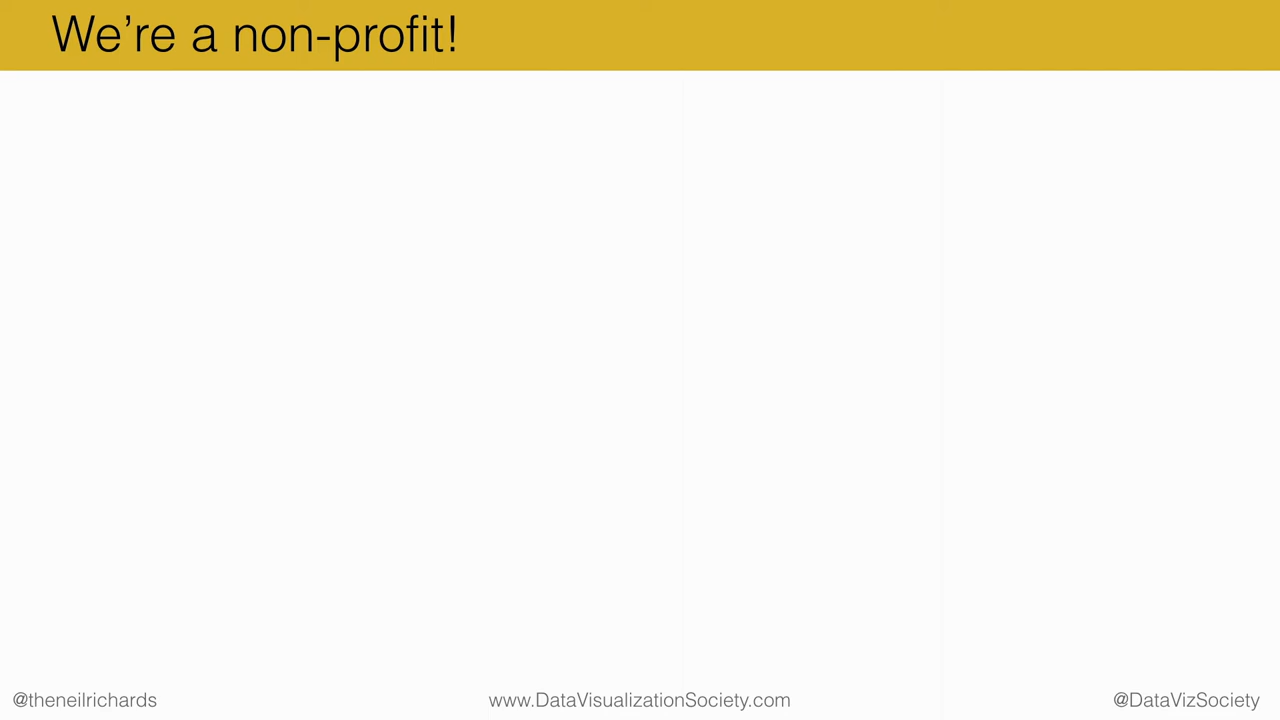 We’re a non-profit!
@theneilrichards
www.DataVisualizationSociety.com
@DataVizSociety